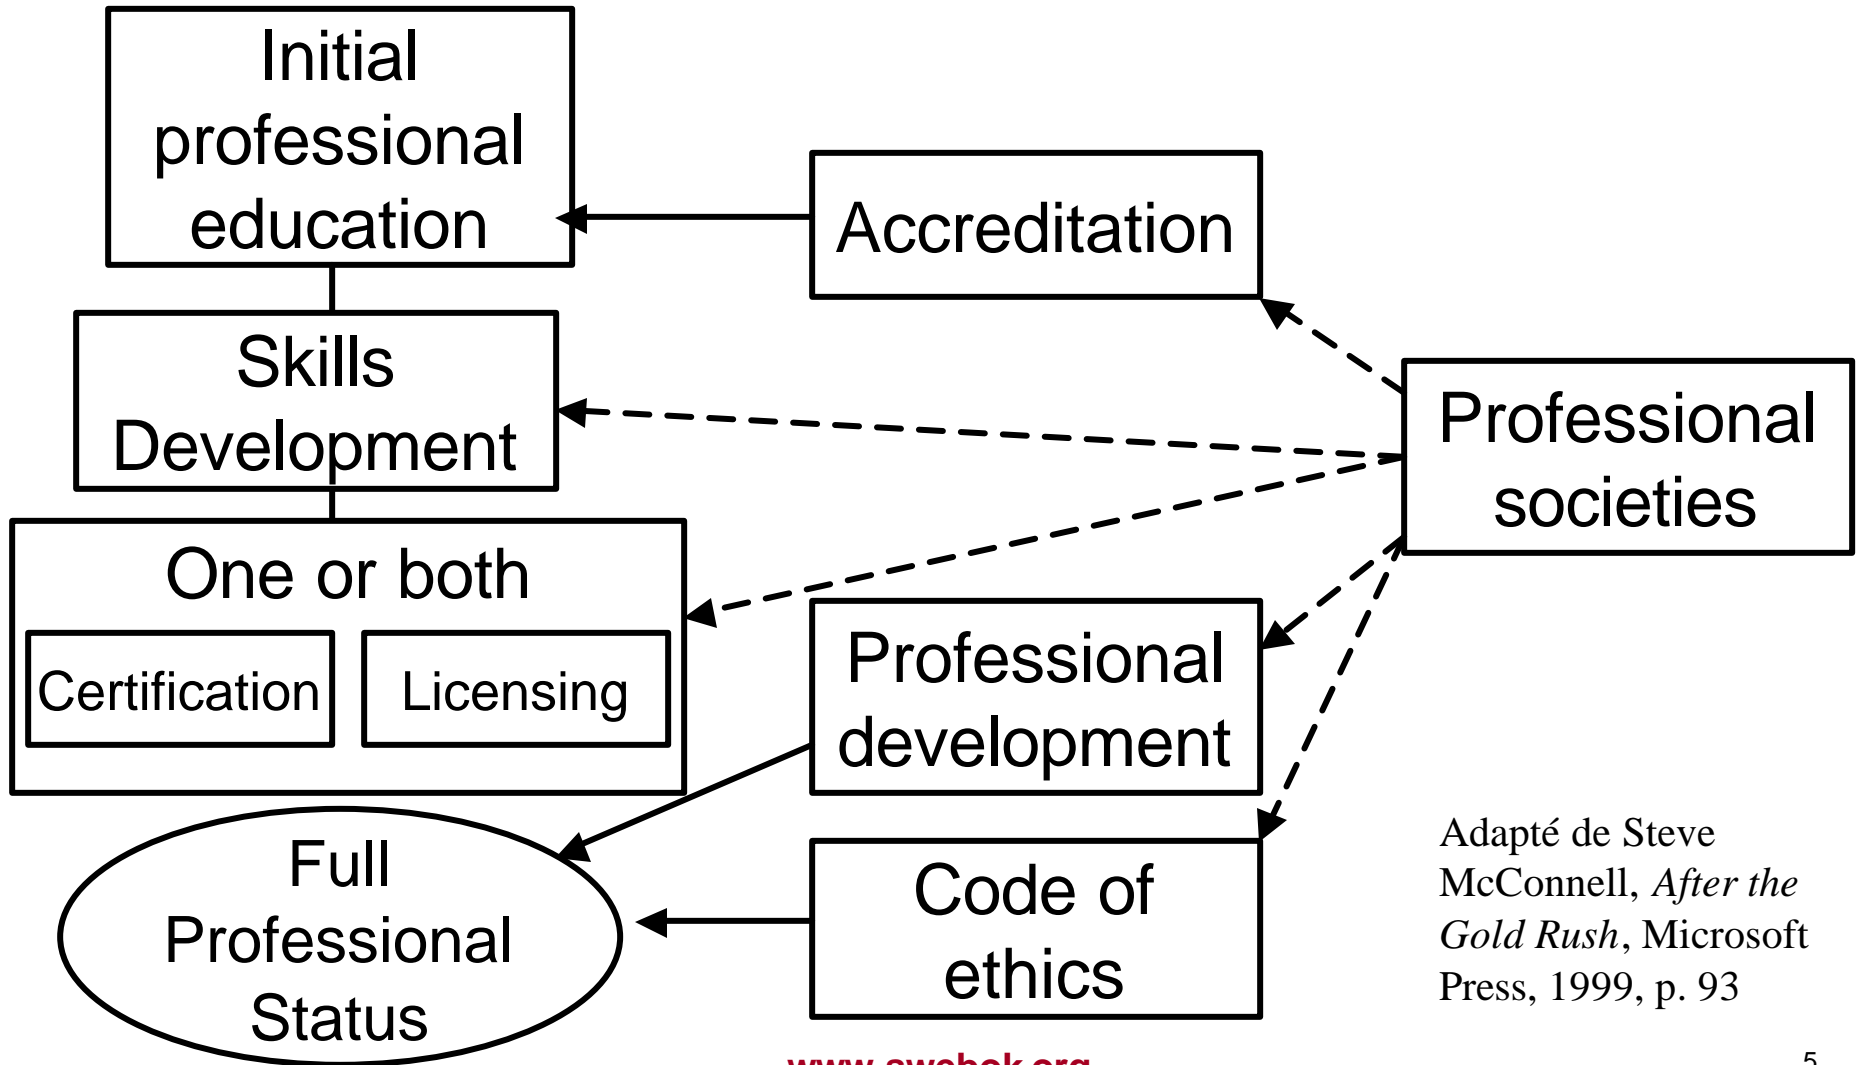 Initial
professional
education
Accreditation
Skills
Development
Professional
societies
One or both
Certification
Licensing
Professional
development
Full
Professional
Status
Code of
ethics
Adapté de Steve
McConnell, After the
Gold Rush, Microsoft
Press, 1999, p. 93
5